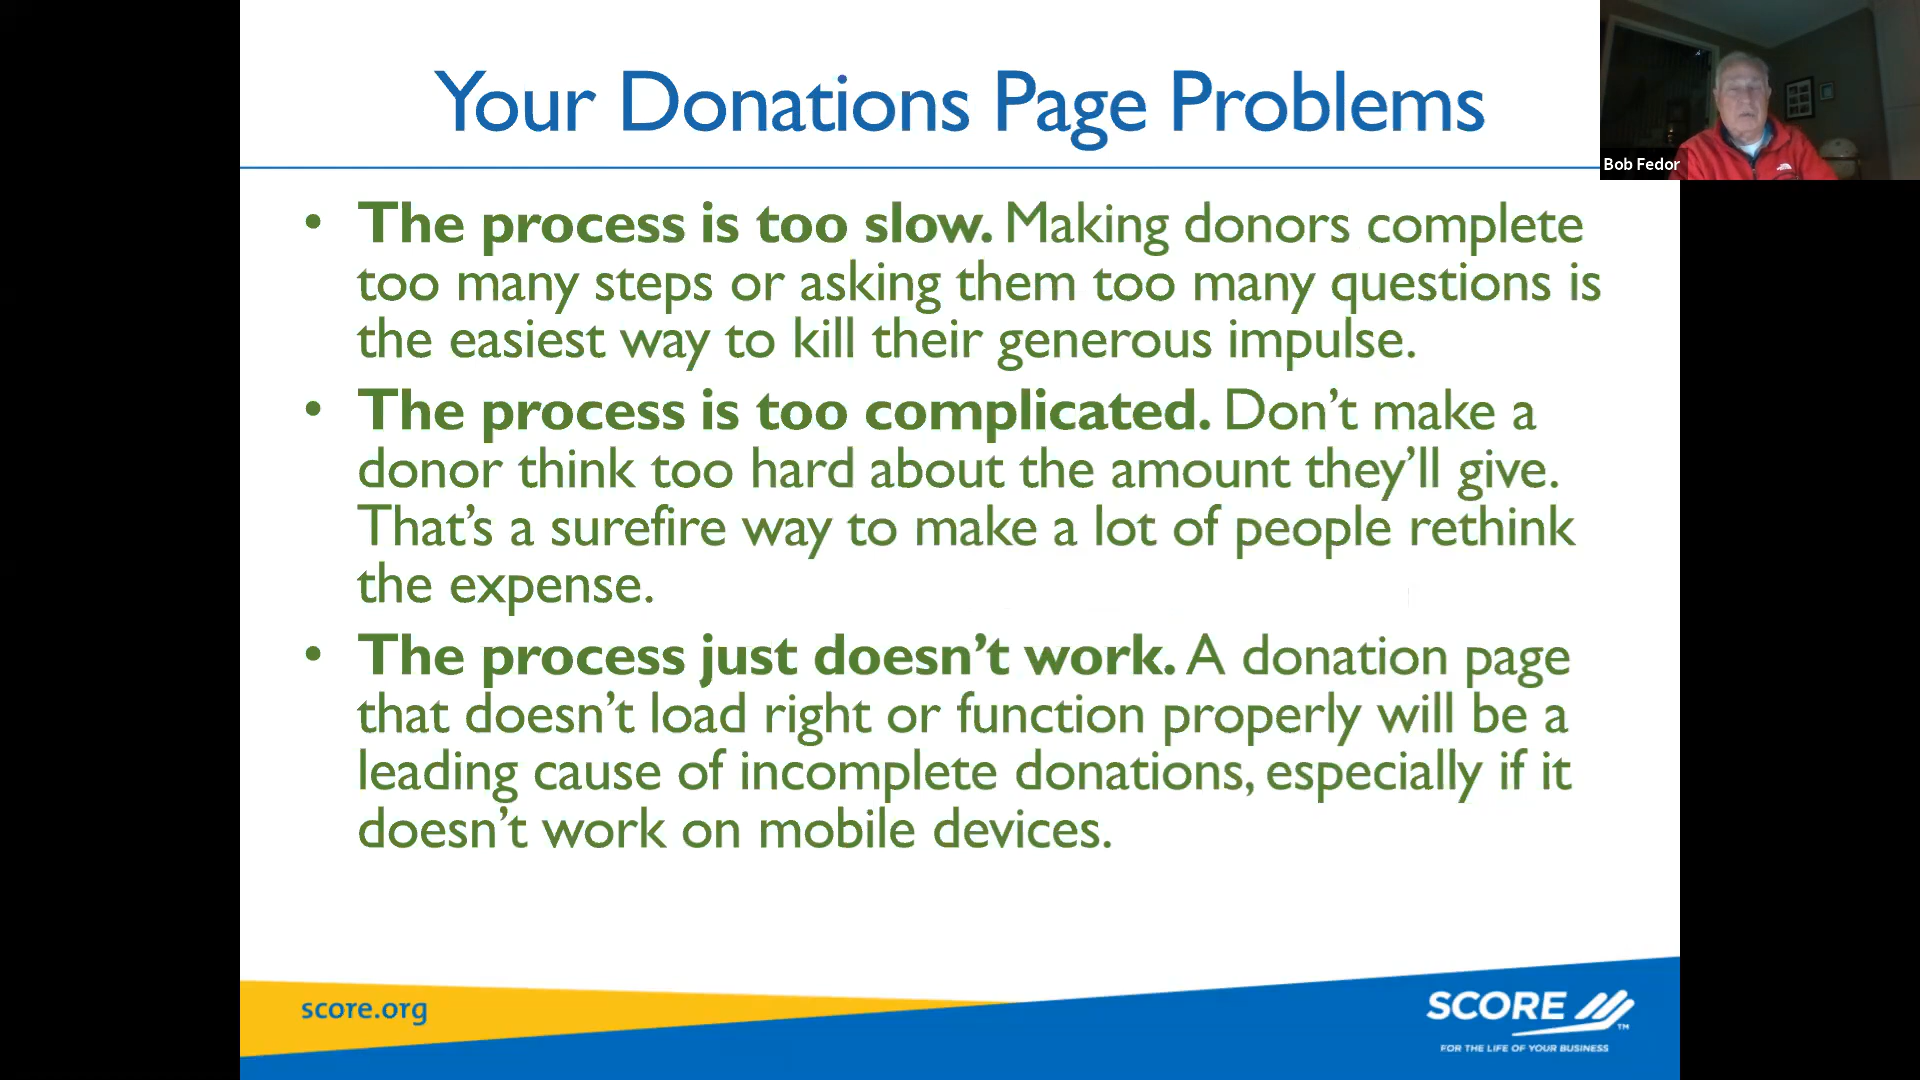 Your Donations Page Problems
Bob Fedor
• The process is too slow. Making donors complete
too many steps or asking them too many questions is
the easiest way to kill their generous impulse.
• The process is too complicated. Don’t make a
donor think too hard about the amount they’ll give.
That’s a surefire way to make a lot of people rethink
the expense.
• The process just doesn’t work. A donation page
that doesn’t load right or function properly will be a
leading cause of incomplete donations, especially if it
doesn’t work on mobile devices.
score.org
SCORE
TM
FOR THE LIFE OF YOUR BUSINESS